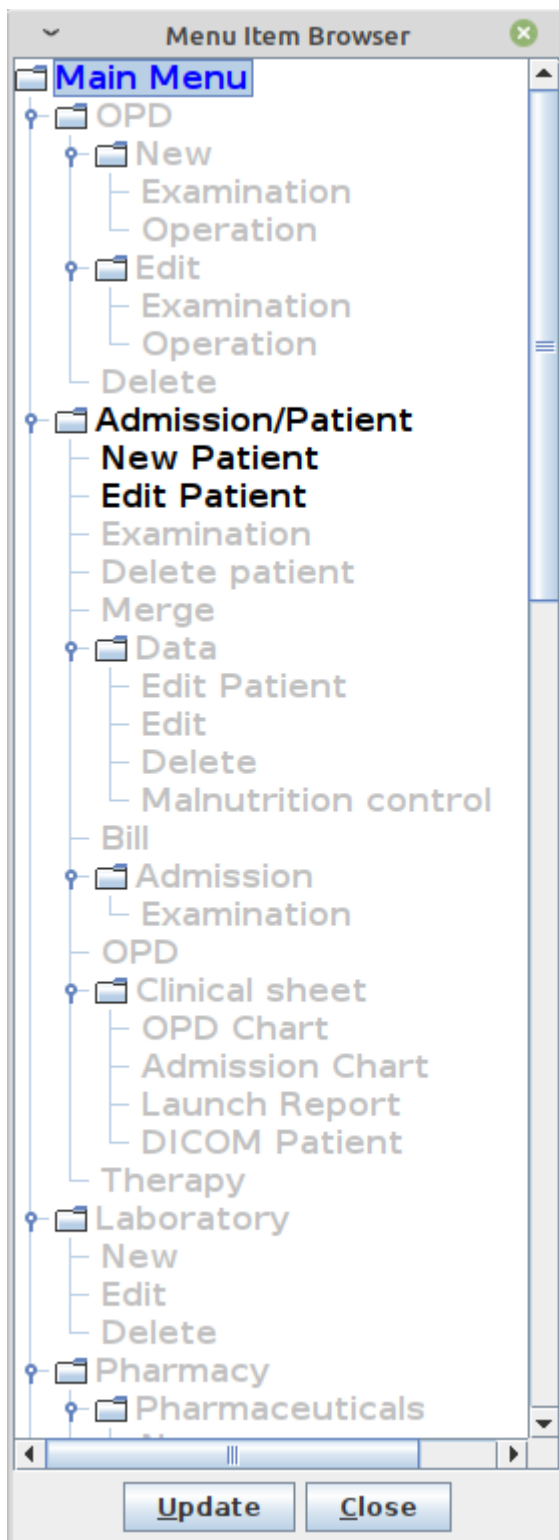 Menu Item Browser
Main Menu
OPD
New
Examination
Operation
Edit
Examination
Operation
Delete
Admission/Patient
New Patient
Edit Patient
Examination
Delete patient
Merge
Data
Edit Patient
Edit
Delete
Malnutrition control
Bill
Admission
Examination
OPD
Clinical sheet
OPD Chart
Admission Chart
Launch Report
DICOM Patient
Therapy
Laboratory
New
Edit
Delete
Pharmacy
Pharmaceuticals
Update Close